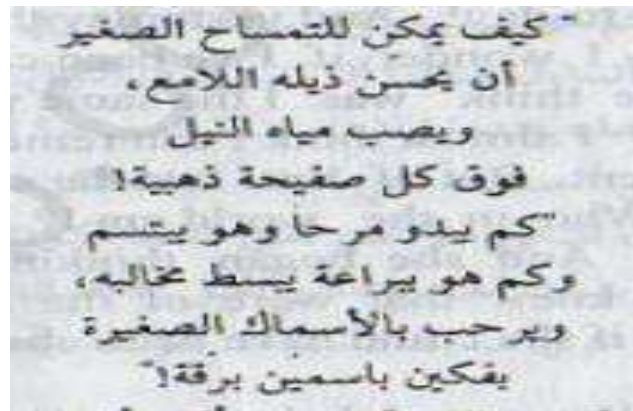 "كيف يمكن للتمساح الصغير
أن يحسن ذيله اللامع،
ويصب مياه النيل
فوق كل صفيحة ذهبية!
"كم يبدو مرحا وهو يبتسم
وكم هو ببراعة يبسط مخالبه،
ويرحب بالأسماك الصغيرة
بفكين باسمين برقة!"